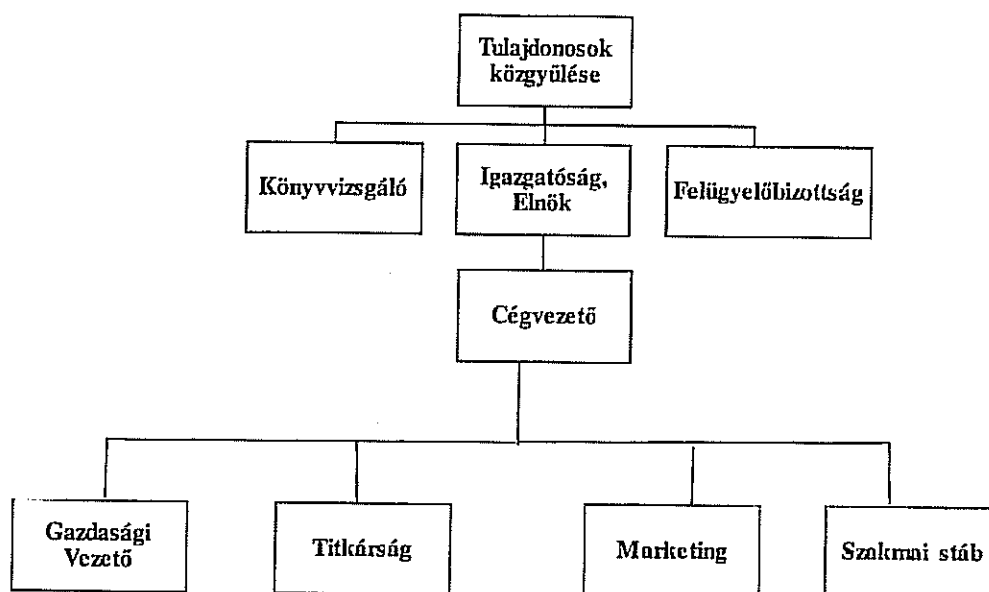 Tulajdonosok
közgyűlése
Könyvvizsgáló
Igazgatóság,
Elnök
Felügyelőbizottság
Cégvezető
Gazdasági
Vezető
Titkárság
Marketing
Szakmai stáb